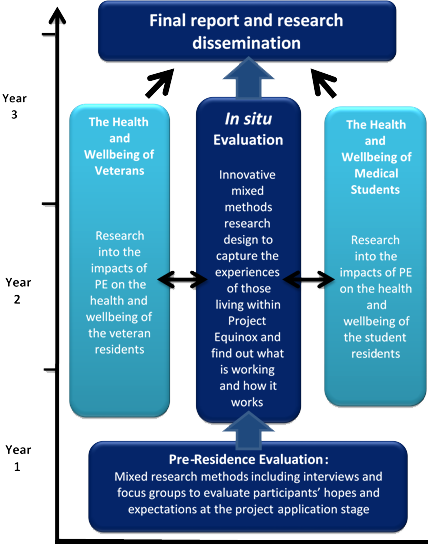 Final report and research
dissemination
Year
3
The Health
and
Wellbeing of
Veterans
Research
into the
impacts of
PE on the
health and
wellbeing of
the veteran
residents
In situ
Evaluation
Innovative
mixed
methods
research
design to
capture the
experiences
of those
living within
Project
Equinox and
find out what
is working
and how it
works
The Health
and
Wellbeing of
Medical
Students
Research
into the
impacts of PE
on the health
and
wellbeing of
the student
residents
Year
2
Year
1
Pre-Residence Evaluation:
Mixed research methods including interviews and
focus groups to evaluate participants' hopes and
expectations at the project application stage